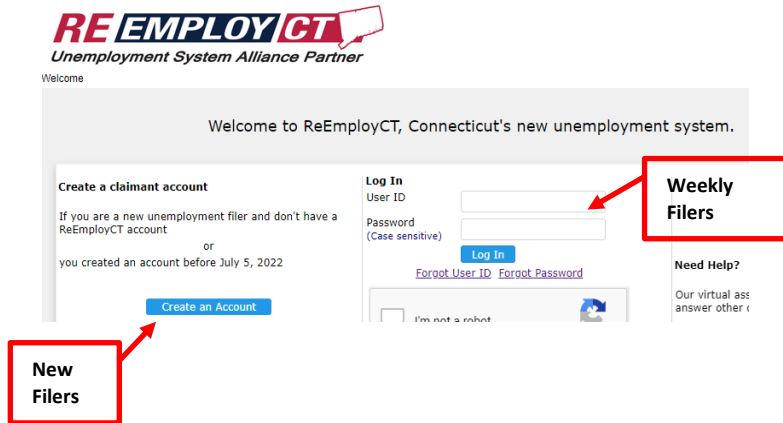 RE EMPLOY CT
Unemployment System Alliance Partner
Welcome
Welcome to ReEmployCT, Connecticut's new unemployment system.
Create a claimant account
If you are a new unemployment filer and don't have a
ReEmployCT account
or
you created an account before July 5, 2022
Create an Account
Log In
User ID
Password
(Case sensitive)
Log In
Forgot User ID Forgot Password
I'm not a robot
Weekly
Filers
Need Help?
Our virtual ass
answer other
New
Filers